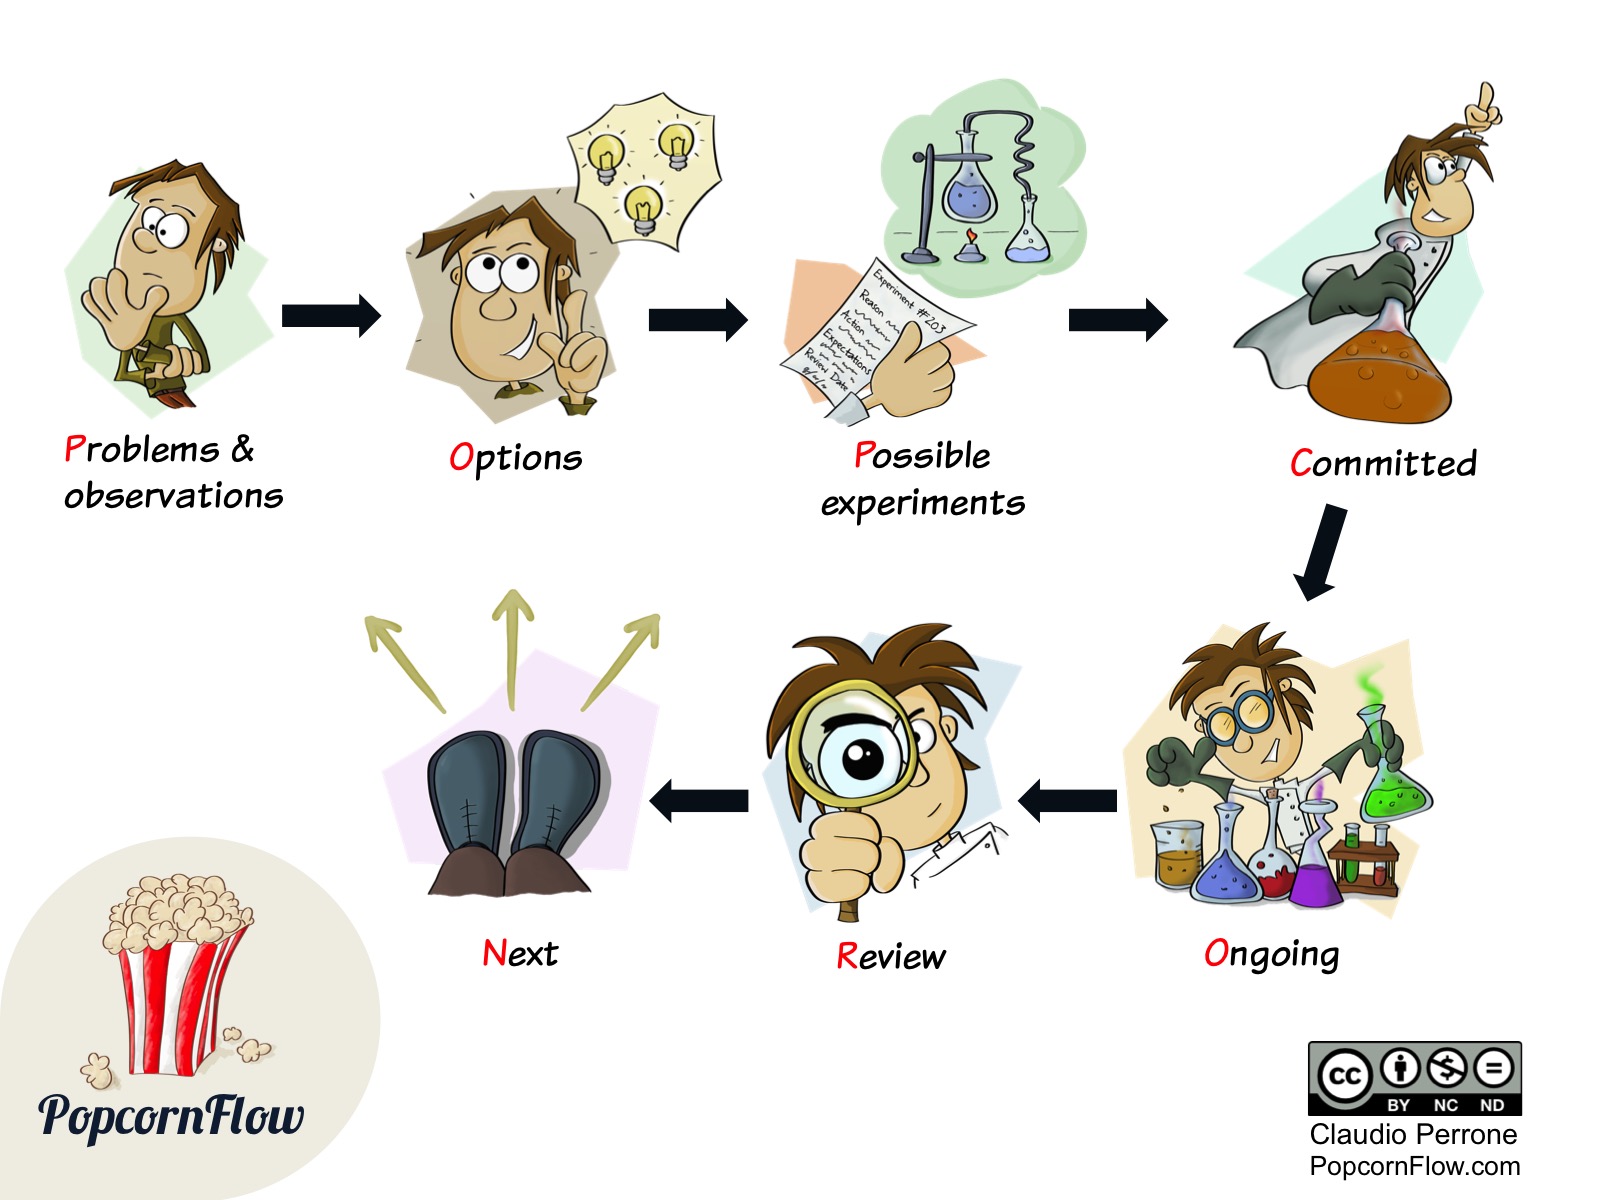 Experiment #203
Reason
Action
Expectations
Review Date
Problems &
observations
Options
Possible
experiments
Committed
Next
Review
Ongoing
PopcornFlow
cc
BY NC ND
Claudio Perrone
PopcornFlow.com